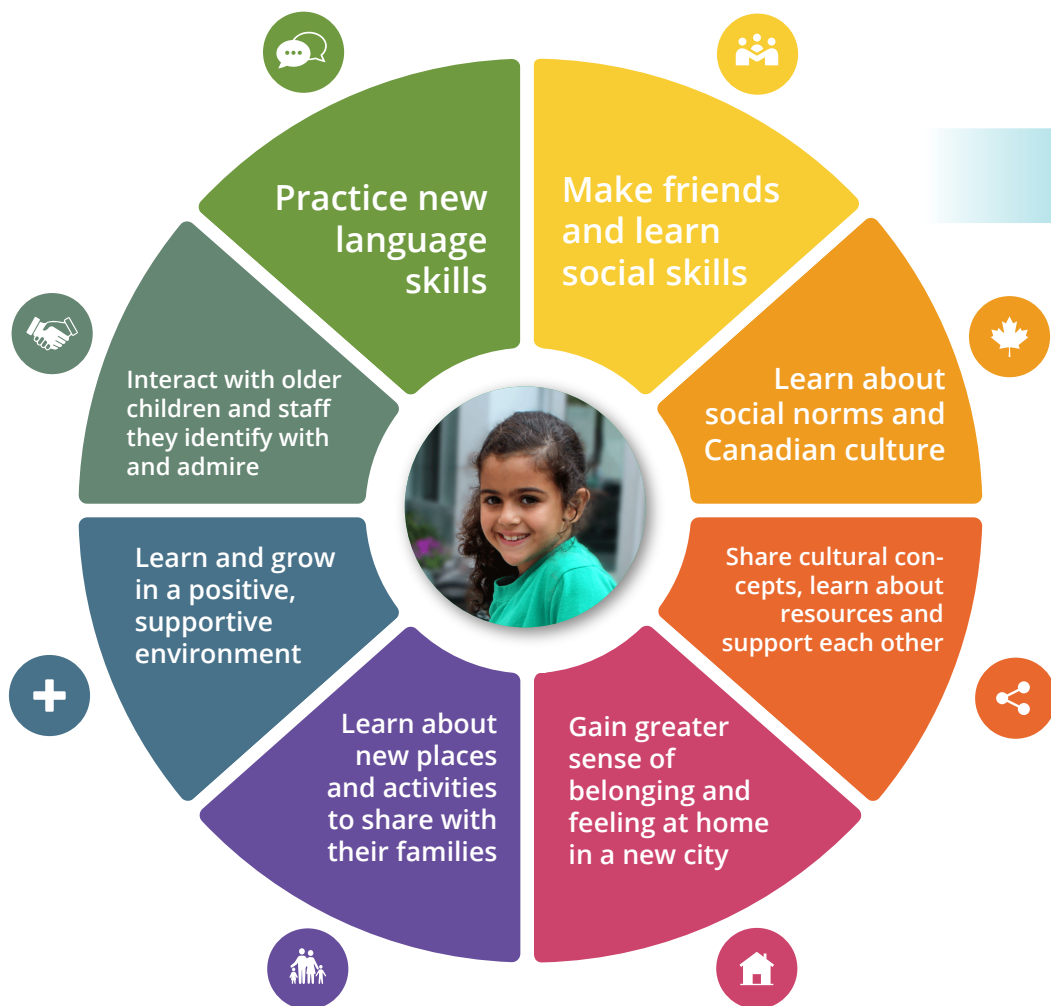 Practice new
language
skills
Make friends
and learn
social skills
Learn about
social norms and
Canadian culture
Share cultural con-
cepts, learn about
resources and
support each other
Gain greater
sense of
belonging and
feeling at home
in a new city
Learn about
new places
and activities
to share with
their families
Learn and grow
in a positive,
supportive
environment
Interact with older
children and staff
they identify with
and admire